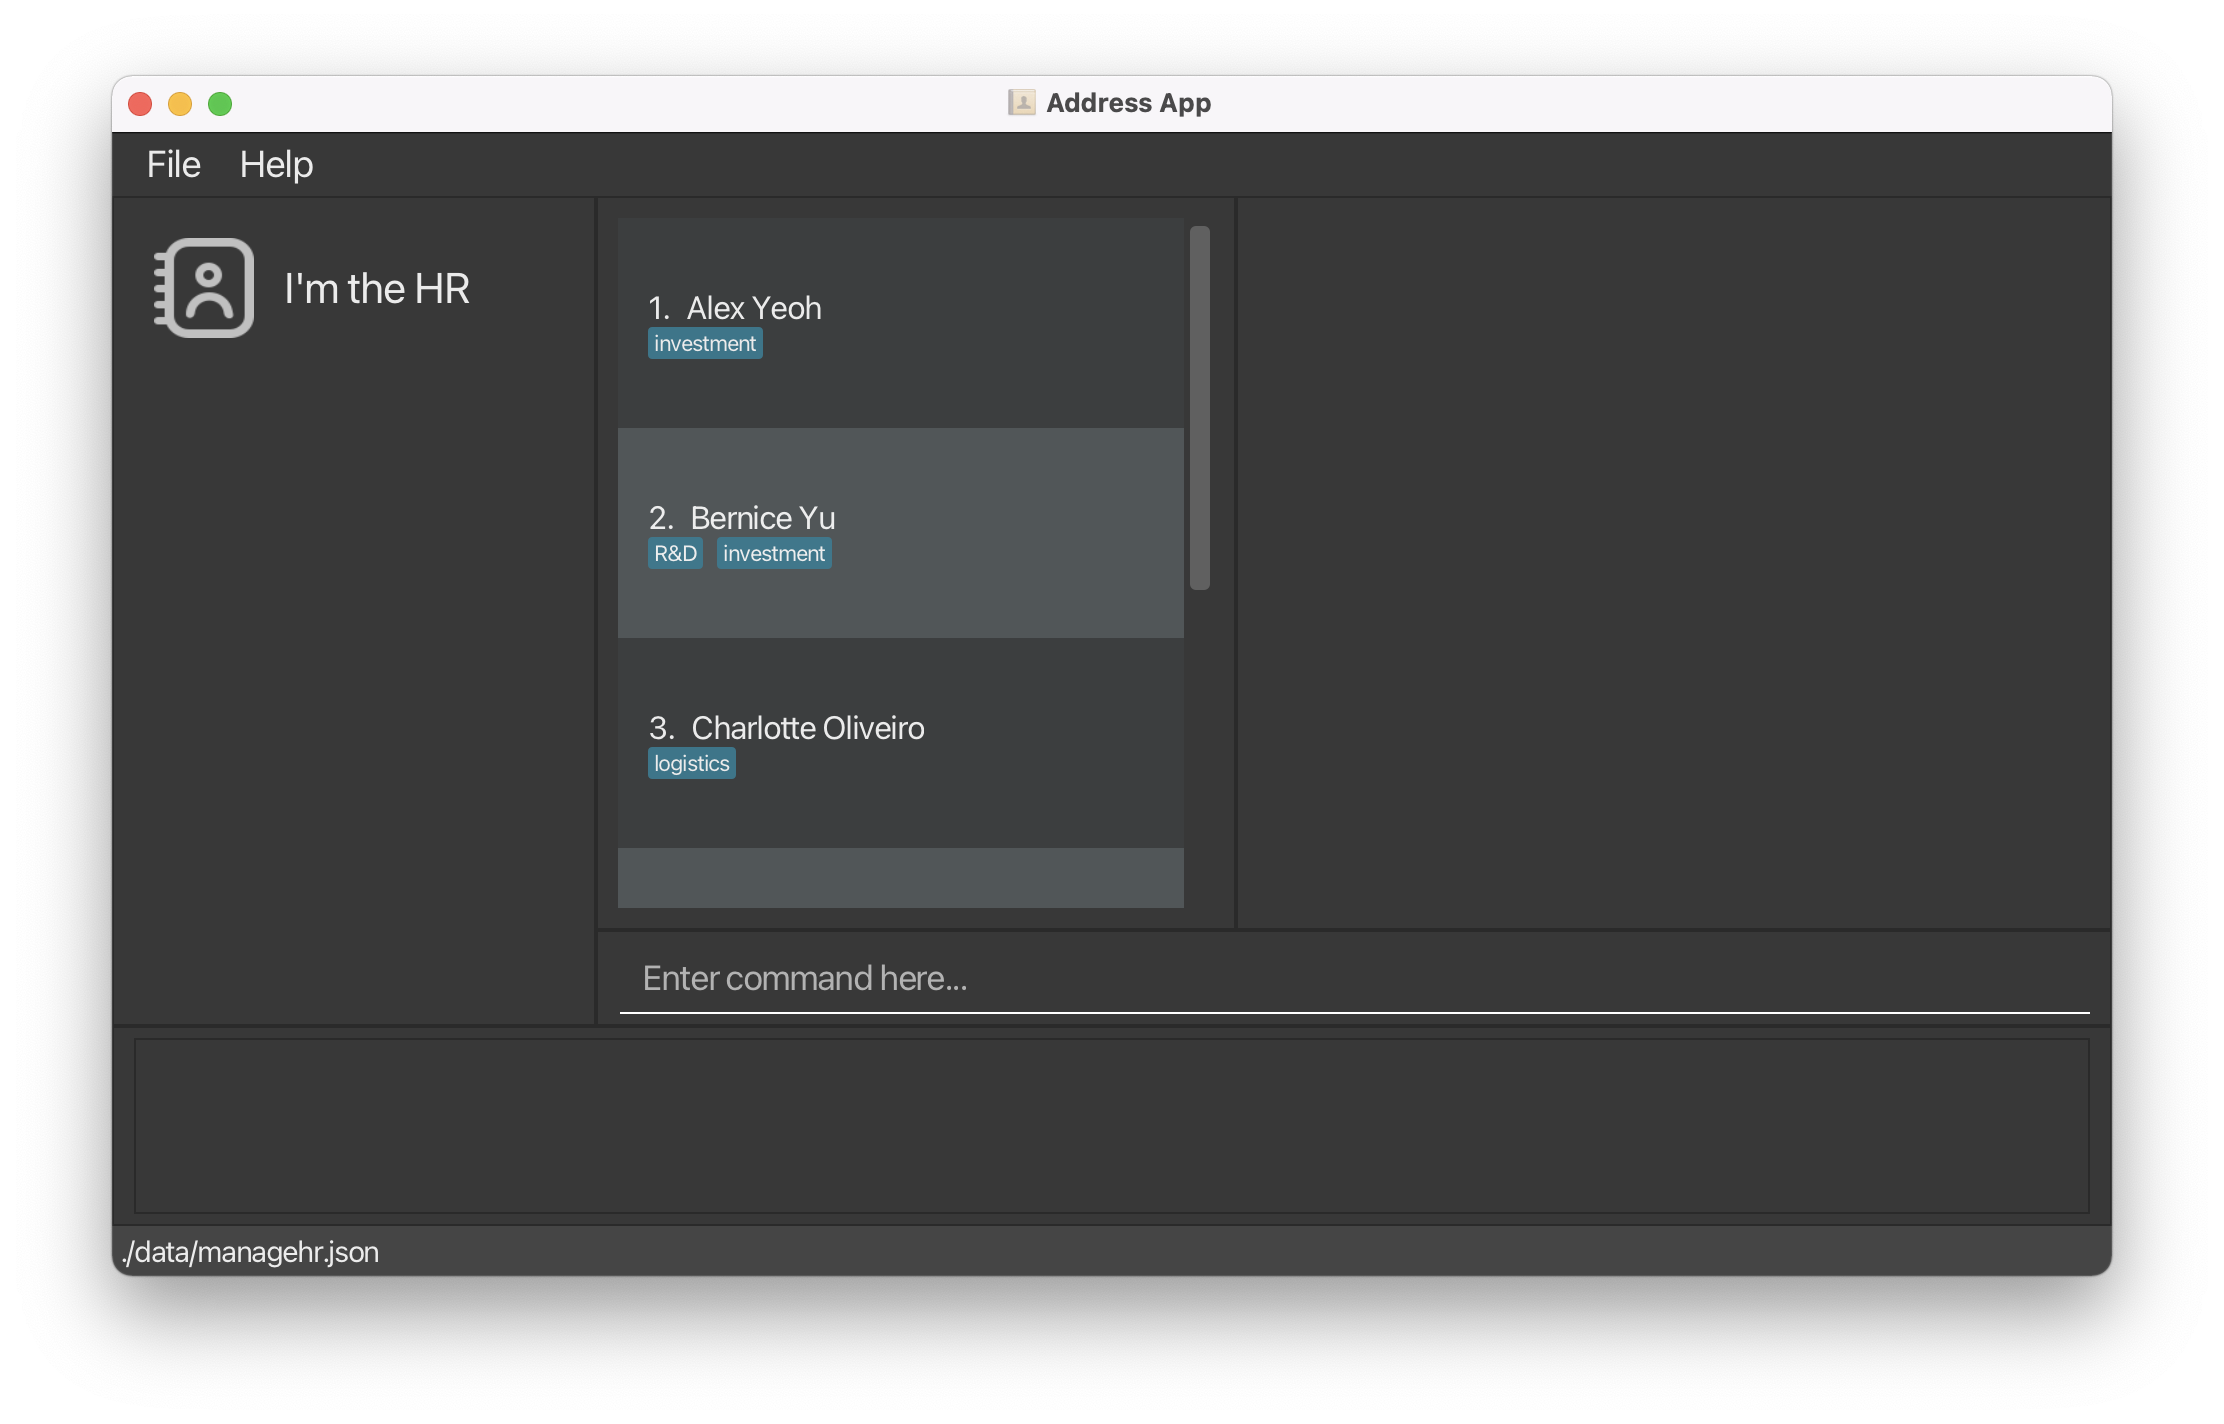 Address App
File Help
I'm the HR
1. Alex Yeoh
investment
2. Bernice Yu
R&D investment
3. Charlotte Oliveiro
logistics
Enter command here...
./data/managehr.json